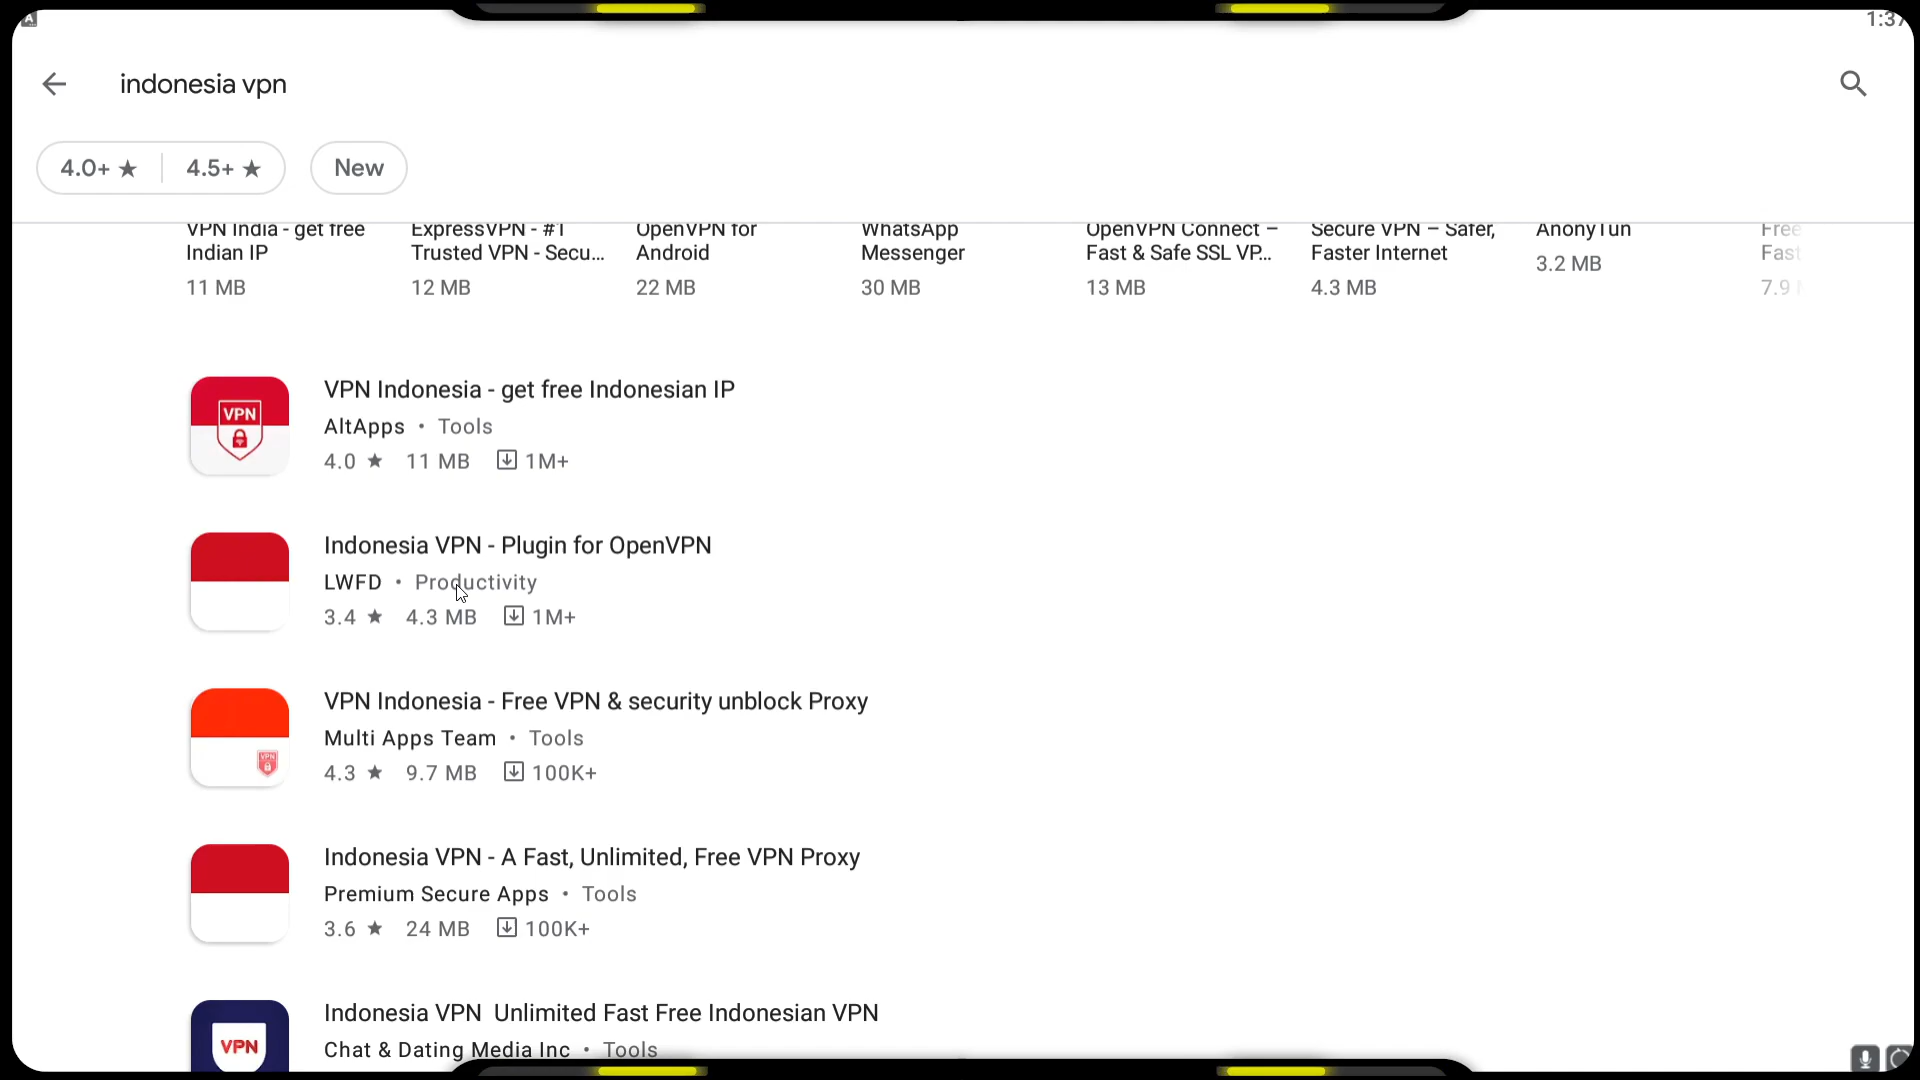 A
1:37
indonesia vpn
4.0+ ★ 4.5+ ★ New
VPN India - get free
Indian IP
11 MB
ExpressVPN - #1
Trusted VPN - Secu...
12 MB
OpenVPN for
Android
22 MB
WhatsApp
Messenger
30 MB
OpenVPN Connect –
Fast & Safe SSL VP...
13 MB
Secure VPN – Safer,
Faster Internet
4.3 MB
AnonyTun
3.2 MB
Free
Fast
7.9
VPN
VPN Indonesia - get free Indonesian IP
AltApps • Tools
4.0 ★ 11 MB 1M+
Indonesia VPN - Plugin for OpenVPN
LWFD • Productivity
3.4 ★ 4.3 MB 1M+
VPN
VPN Indonesia - Free VPN & security unblock Proxy
Multi Apps Team • Tools
4.3 ★ 9.7 MB 100K+
Indonesia VPN - A Fast, Unlimited, Free VPN Proxy
Premium Secure Apps • Tools
3.6 ★ 24 MB 100K+
VPN
Indonesia VPN Unlimited Fast Free Indonesian VPN
Chat & Dating Media Inc • Tools